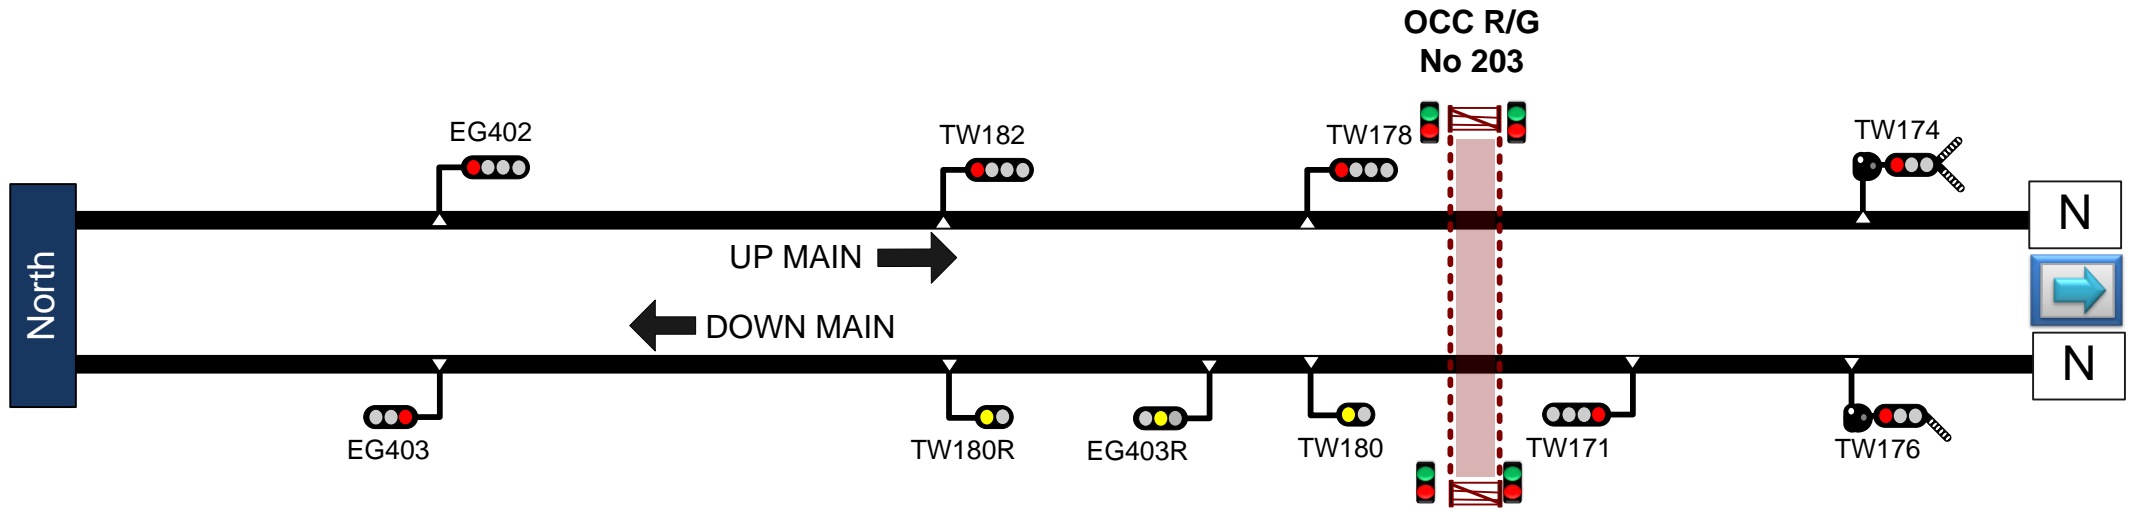 OCC R/G
No 203
EG402
TW182
TW178
TW174
North
N
UP MAIN
DOWN MAIN
N
EG403
TW180R
EG403R
TW180
TW171
TW176